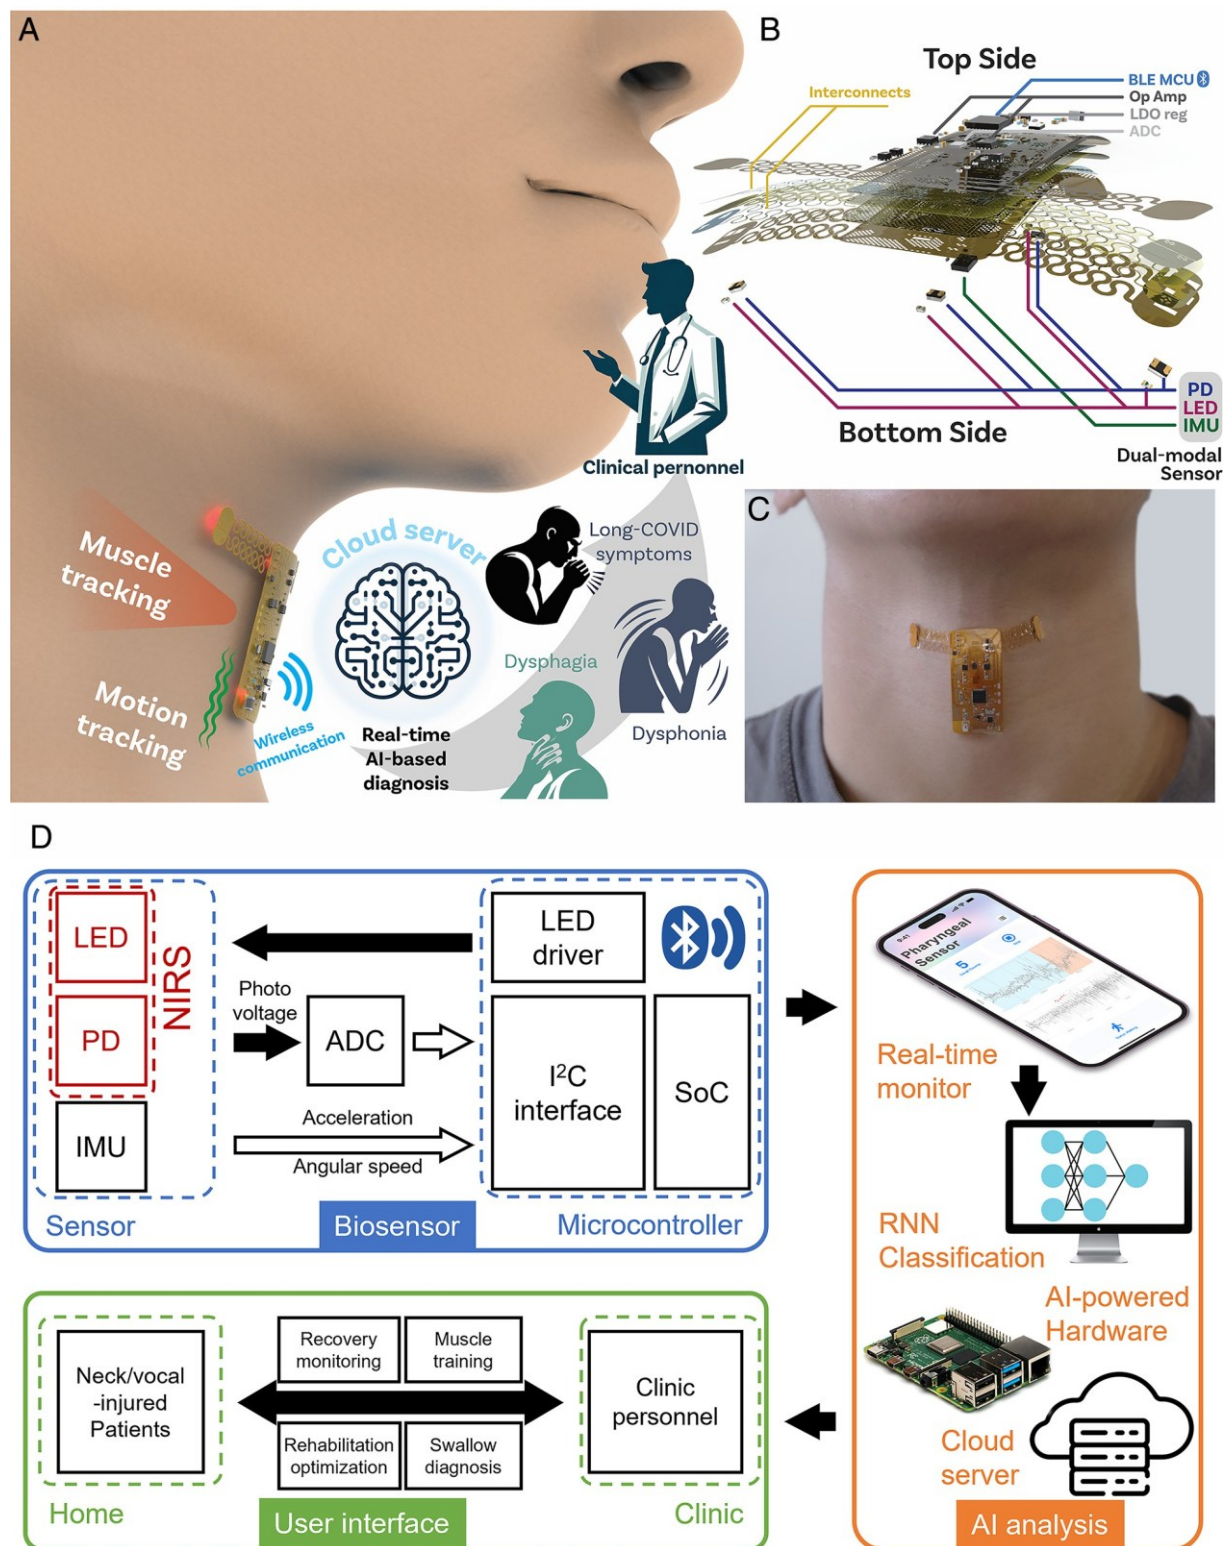 A
Muscle
tracking
Motion
tracking
Wireless
communication
Cloud server
Real-time
AI-based
diagnosis
Clinical pernonnel
Long-COVID
symptoms
Dysphagia
Dysphonia
B
Top Side
Interconnects
BLE MCU
Op Amp
LDO reg
ADC
Bottom Side
PD
LED
IMU
Dual-modal
Sensor
C
D
LED
PD
NIRS
IMU
Sensor
Photo
voltage
ADC
Acceleration
Angular speed
Biosensor
LED
driver
I²C
interface
SoC
Microcontroller
9:41
Pharyngeal
Sensor
5
Real-time
monitor
RNN
Classification
AI-powered
Hardware
Cloud
server
AI analysis
Neck/vocal
-injured
Patients
Home
Recovery
monitoring
Muscle
training
Rehabilitation
optimization
Swallow
diagnosis
User interface
Clinic
personnel
Clinic